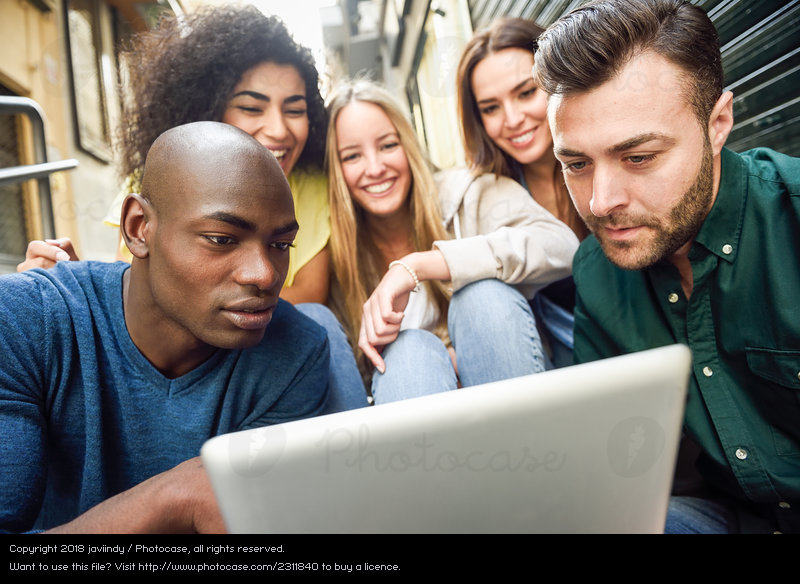 Photocase
Copyright 2018 javiindy / Photocase, all rights reserved.
Want to use this file? Visit http://www.photocase.com/2311840 to buy a licence.